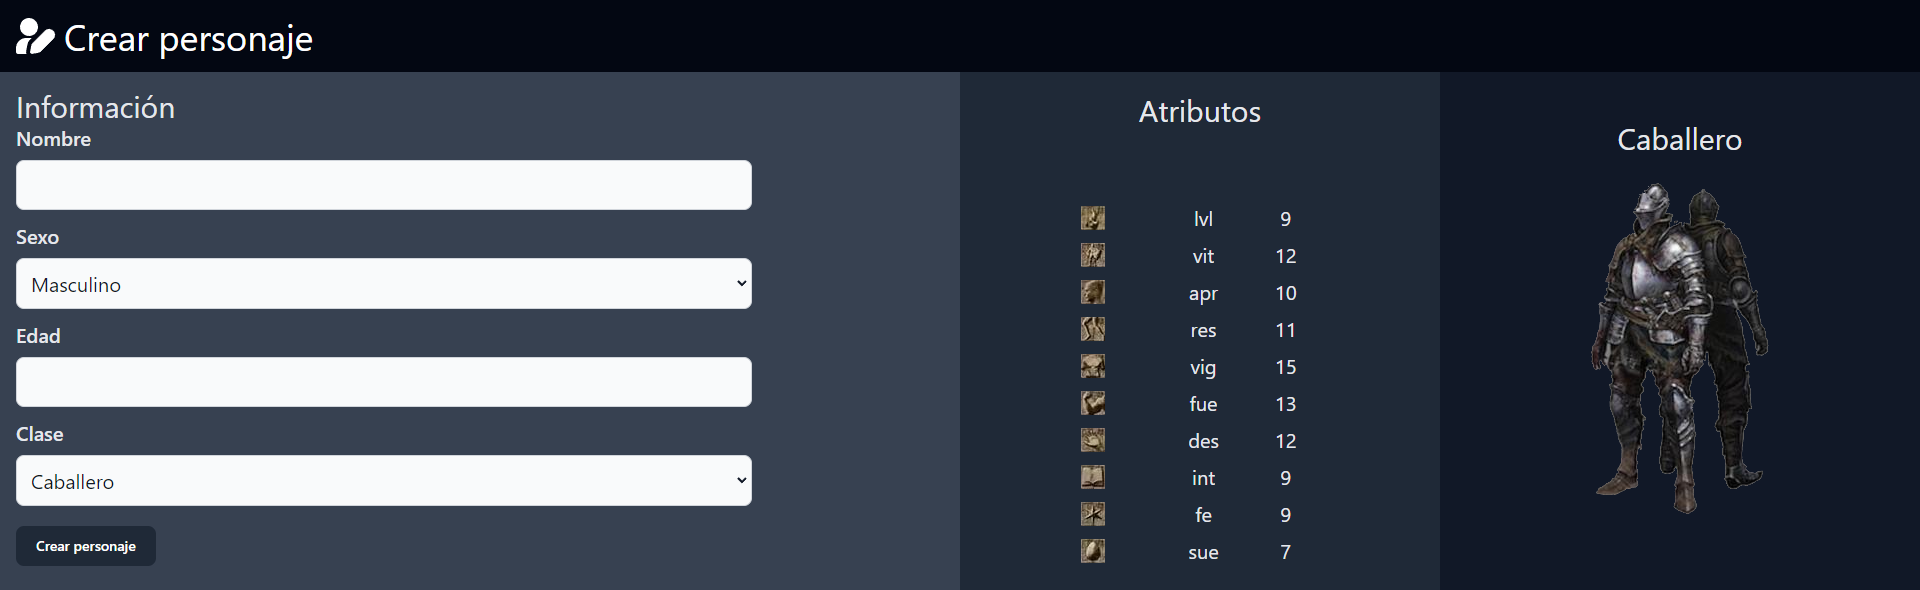 Crear personaje
Información
Nombre
Sexo
Masculino
Edad
Clase
Caballero
Crear personaje
Atributos
lvl 9
vit 12
apr 10
res 11
vig 15
fue 13
des 12
int 9
fe 9
sue 7
Caballero